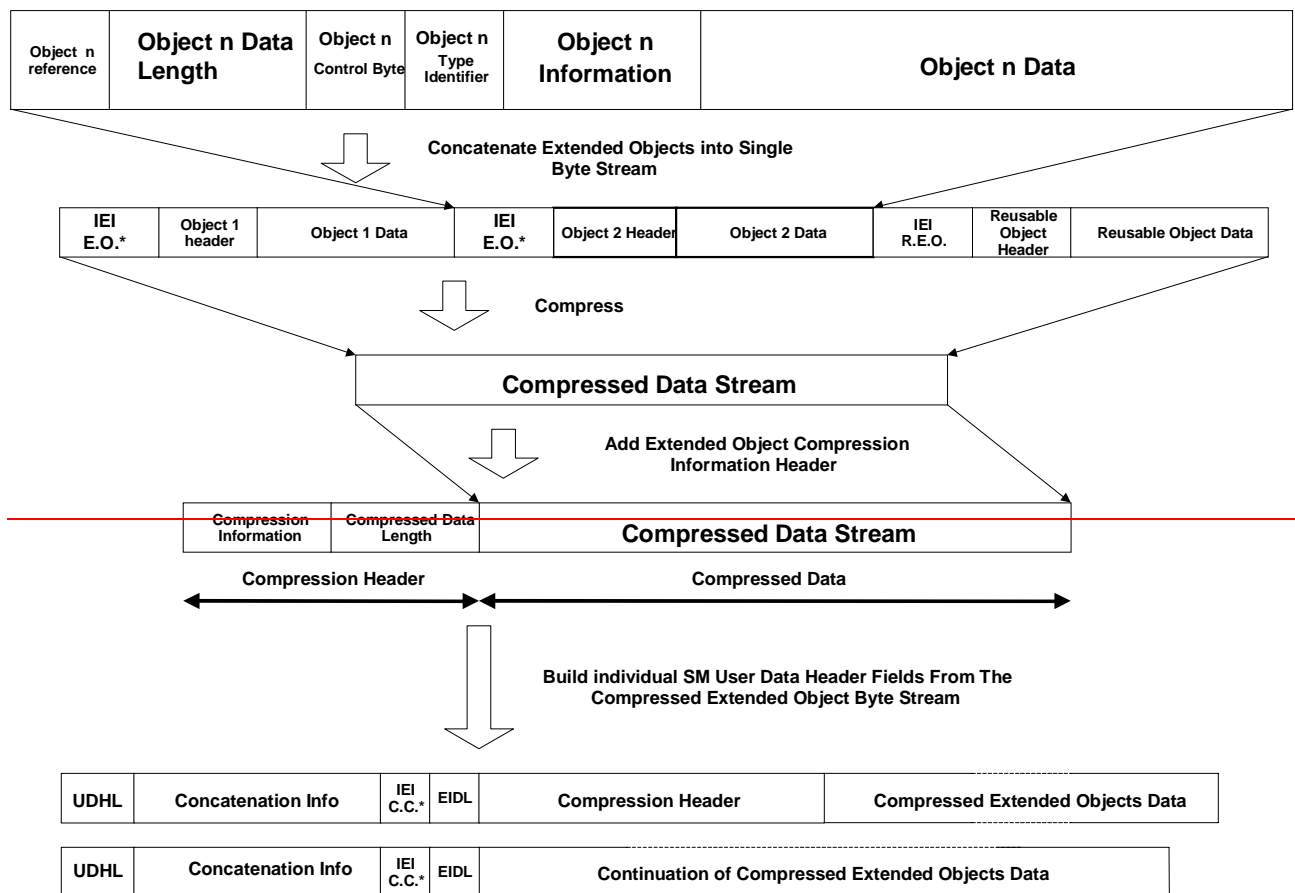 Object n
reference
Object n Data
Length
Object n
Control Byte
Object n
Type
Identifier
Object n
Information
Object n Data
Concatenate Extended Objects into Single
Byte Stream
IEI
E.O.*
Object 1
header
Object 1 Data
IEI
E.O.*
Object 2 Header
Object 2 Data
IEI
R.E.O.
Reusable
Object
Header
Reusable Object Data
Compress
Compressed Data Stream
Add Extended Object Compression
Information Header
Compression
Information
Compressed Data
Length
Compressed Data Stream
Compression Header
Compressed Data
Build individual SM User Data Header Fields From The
Compressed Extended Object Byte Stream
UDHL
Concatenation Info
IEI
C.C.*
EIDL
Compression Header
Compressed Extended Objects Data
UDHL
Concatenation Info
IEI
C.C.*
EIDL
Continuation of Compressed Extended Objects Data